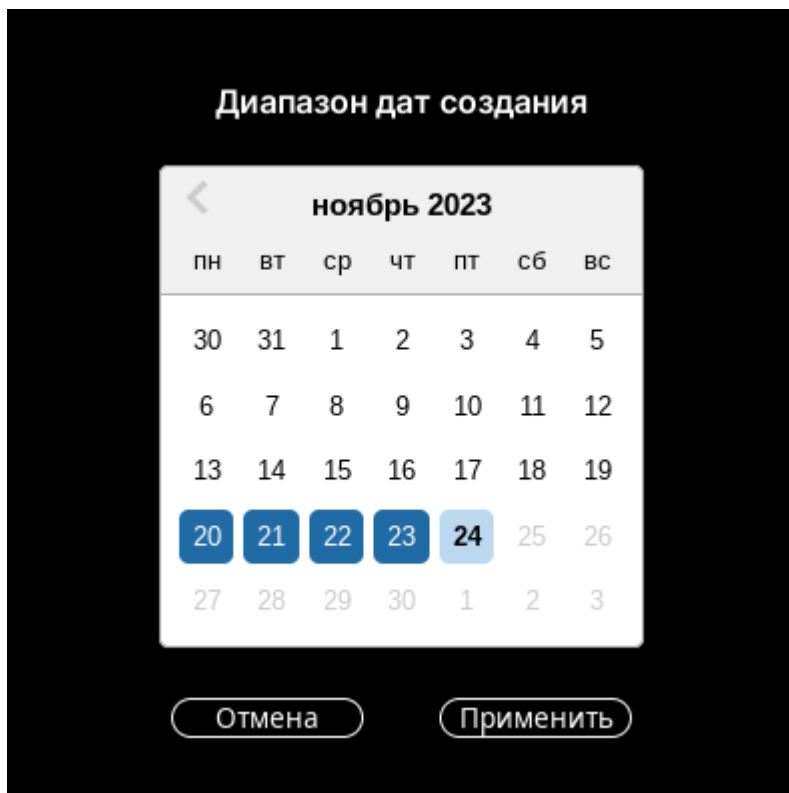 Диапазон дат создания
ноябрь 2023
пн вт ср чт пт сб вс
30 31 1 2 3 4 5
6 7 8 9 10 11 12
13 14 15 16 17 18 19
20 21 22 23 24 25 26
27 28 29 30 1 2 3
Отмена Применить